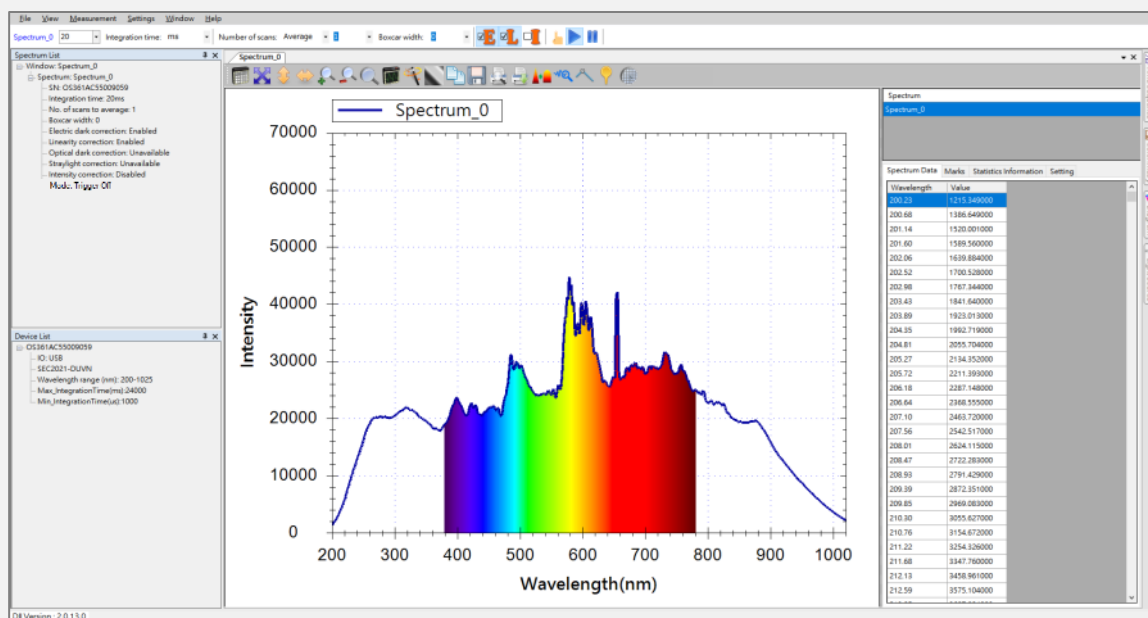 File View Measurement Settings Window Help
Spectrum_0 20 Integration time: ms Number of scans: Average Boxcar width:
Spectrum List
Window: Spectrum_0
Spectrum: Spectrum_0
SN: OS361AC55009059
Integration time: 20ms
No. of scans to average: 1
Boxcar width: 0
Electric dark correction: Enabled
Linearity correction: Enabled
Optical dark correction: Unavailable
Straylight correction: Unavailable
Intensity correction: Disabled
Mode: Trigger Off
Device List
OS361AC55009059
IO: USB
SEC2021-DUVN
Wavelength range (nm): 200-1025
Max_IntegrationTime(ms):24000
Min_IntegrationTime(us):1000
Spectrum_0
Spectrum_0
70000
60000
50000
40000
30000
20000
10000
0
Intensity
200 300 400 500 600 700 800 900 1000
Wavelength(nm)
Spectrum
Spectrum_0
Spectrum Data Marks Statistics Information Setting
Wavelength Value
200.23 1215.349000
200.68 1386.649000
201.14 1520.001000
201.60 1589.560000
202.06 1639.884000
202.52 1700.528000
202.98 1767.344000
203.43 1841.640000
203.89 1923.013000
204.35 1992.719000
204.81 2055.704000
205.27 2134.352000
205.72 2211.393000
206.18 2287.148000
206.64 2368.555000
207.10 2463.720000
207.56 2542.517000
208.01 2624.115000
208.47 2722.283000
208.93 2791.429000
209.39 2872.351000
209.85 2969.083000
210.30 3055.627000
210.76 3154.672000
211.22 3254.326000
211.68 3347.760000
212.13 3458.961000
212.59 3575.104000
Dll Version : 2.0.13.0